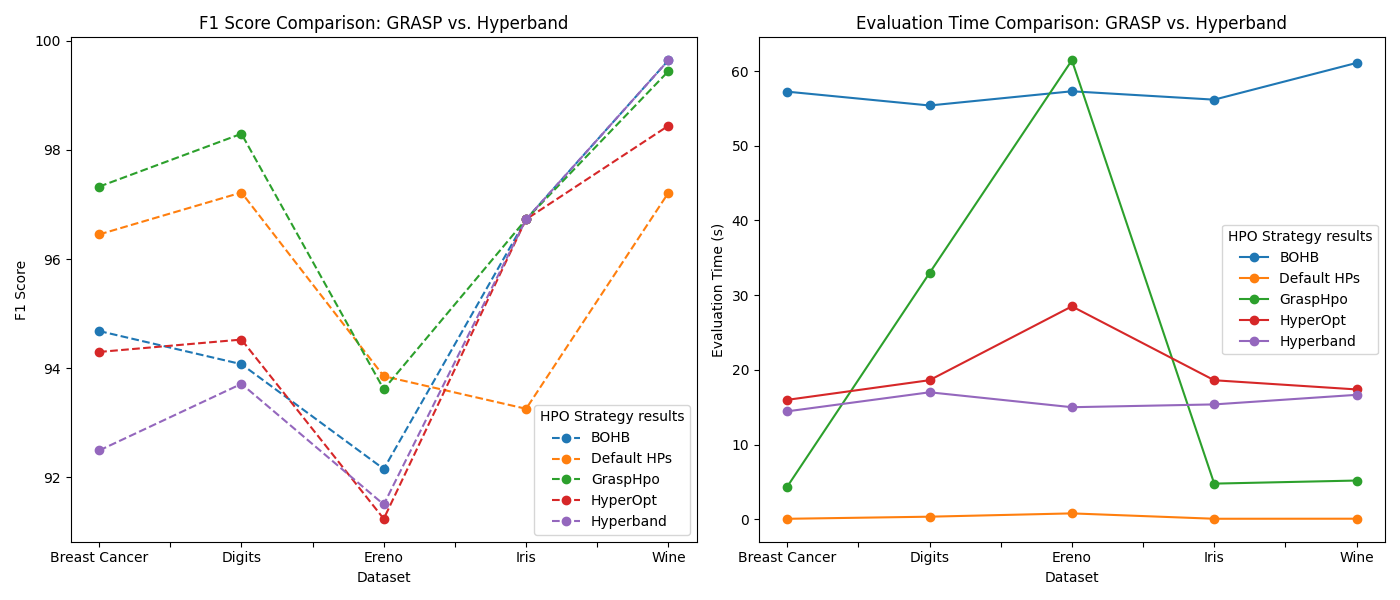 F1 Score Comparison: GRASP vs. Hyperband
100
98
96
94
92
F1 Score
HPO Strategy results
BOHB
Default HPs
GraspHpo
HyperOpt
Hyperband
Breast Cancer
Digits
Ereno
Iris
Wine
Dataset
Evaluation Time Comparison: GRASP vs. Hyperband
60
50
40
30
20
10
0
Evaluation Time (s)
HPO Strategy results
BOHB
Default HPs
GraspHpo
HyperOpt
Hyperband
Breast Cancer
Digits
Ereno
Iris
Wine
Dataset